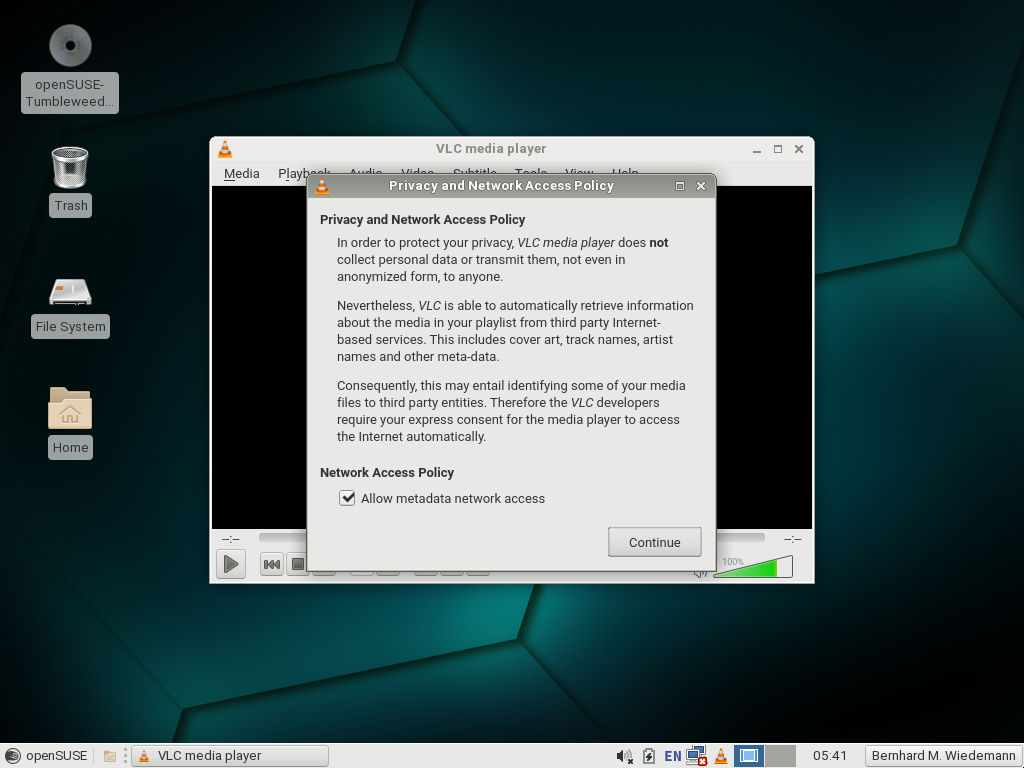 openSUSE-
Tumbleweed...
Trash
File System
Home
VLC media player
Media Playback Audio Video Subtitle Tools View Help
Privacy and Network Access Policy
Privacy and Network Access Policy
In order to protect your privacy, VLC media player does not
collect personal data or transmit them, not even in
anonymized form, to anyone.
Nevertheless, VLC is able to automatically retrieve information
about the media in your playlist from third party Internet-
based services. This includes cover art, track names, artist
names and other meta-data.
Consequently, this may entail identifying some of your media
files to third party entities. Therefore the VLC developers
require your express consent for the media player to access
the Internet automatically.
Network Access Policy
Allow metadata network access
Continue
--:-- --:--
100%
openSUSE VLC media player EN 05:41 Bernhard M. Wiedemann